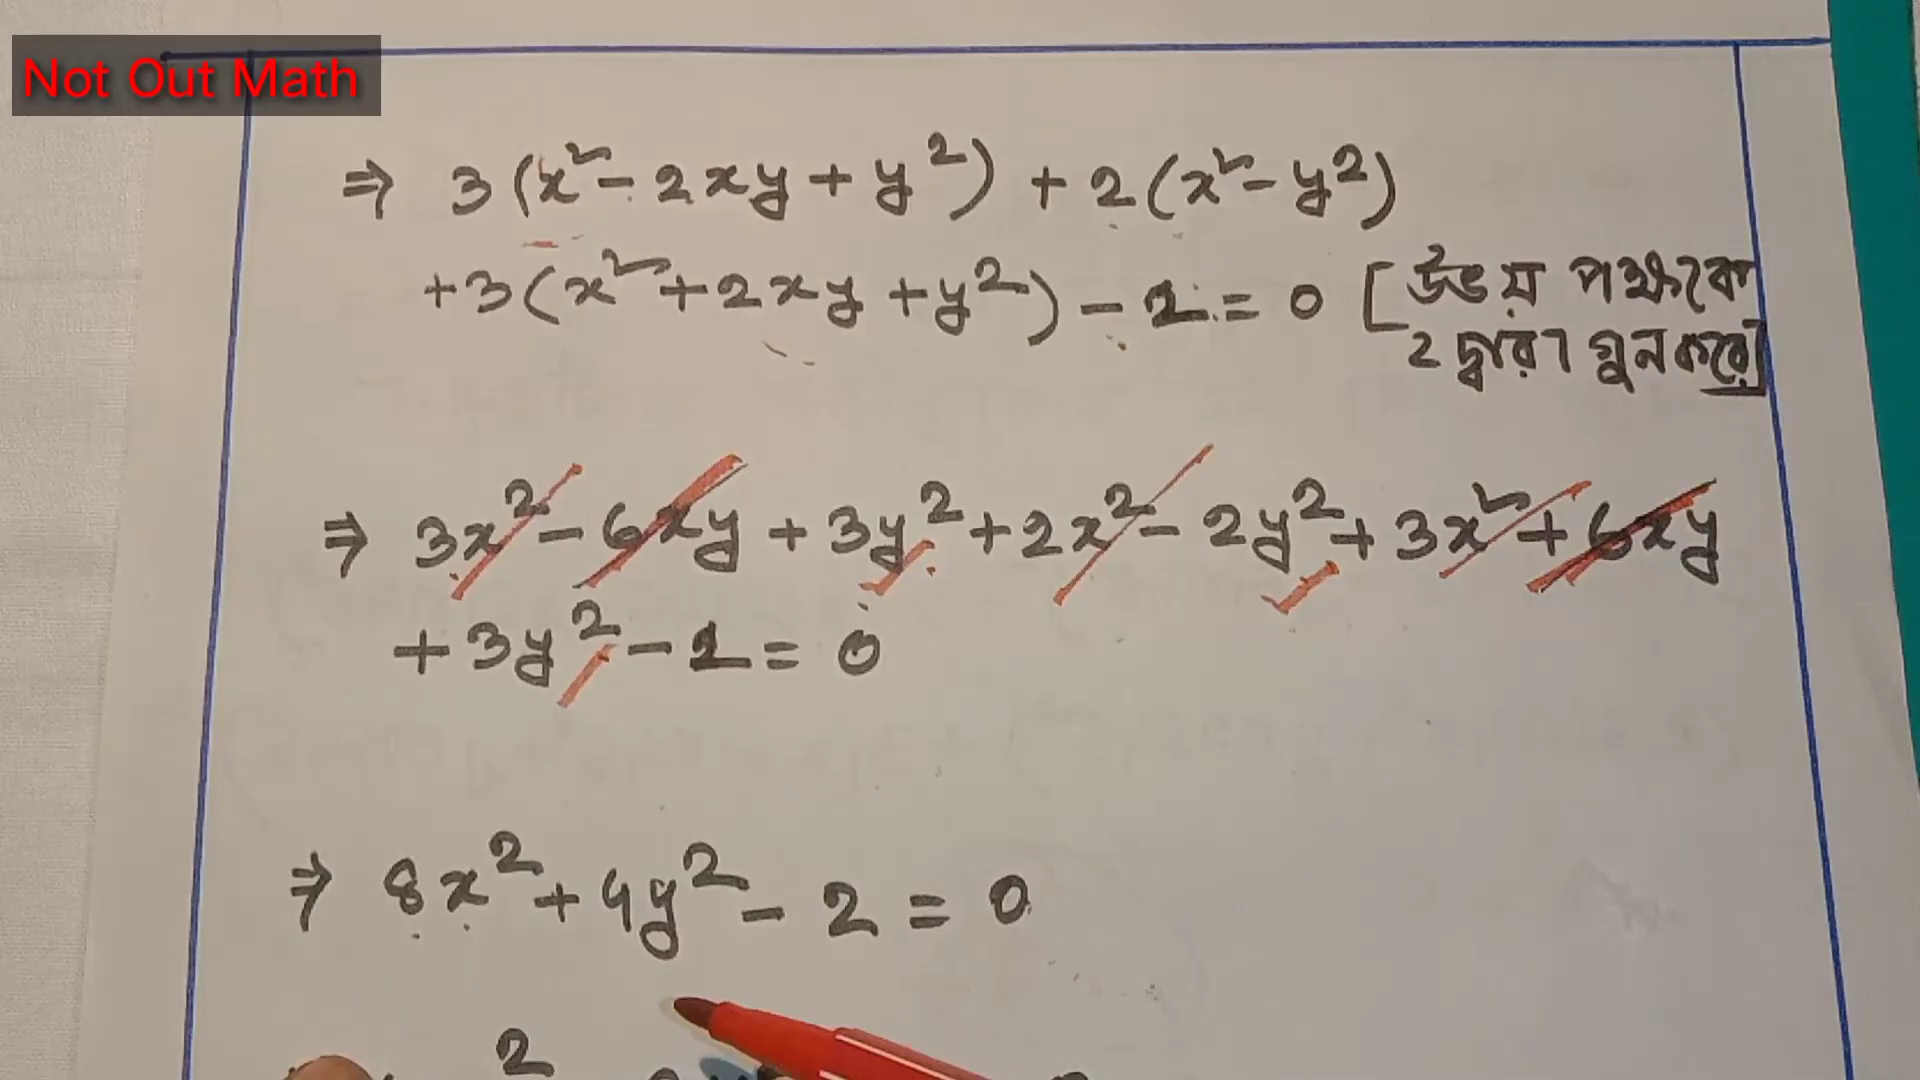 Not Out Math
⇒ 3(x² - 2xy + y²) + 2(x² - y²)
+3(x² + 2xy + y²) - 2 = 0 [উভয় পক্ষকে
2 দ্বারা গুনকরে]
⇒ 3x² - 6xy + 3y² + 2x² - 2y² + 3x² + 6xy
+ 3y² - 2 = 0
⇒ 8x² + 4y² - 2 = 0
2